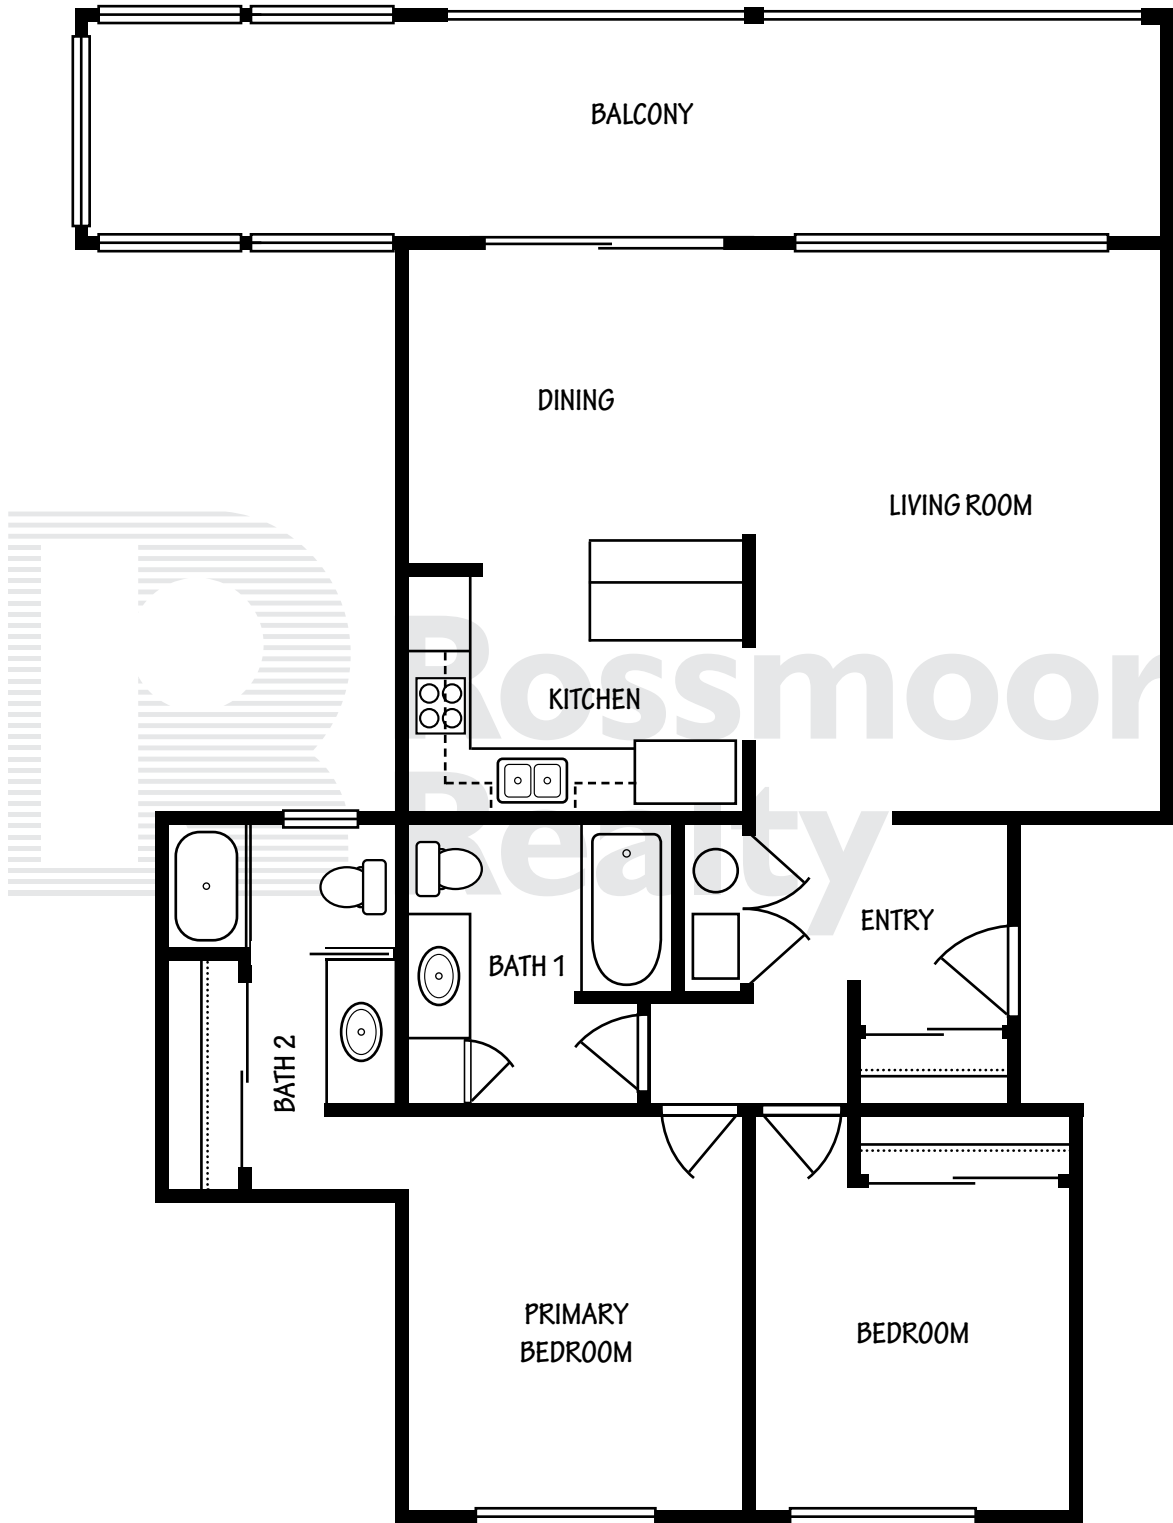 BALCONY
DINING
LIVING ROOM
Rossmoor
KITCHEN
Realty
ENTRY
BATH 1
BATH 2
PRIMARY
BEDROOM
BEDROOM